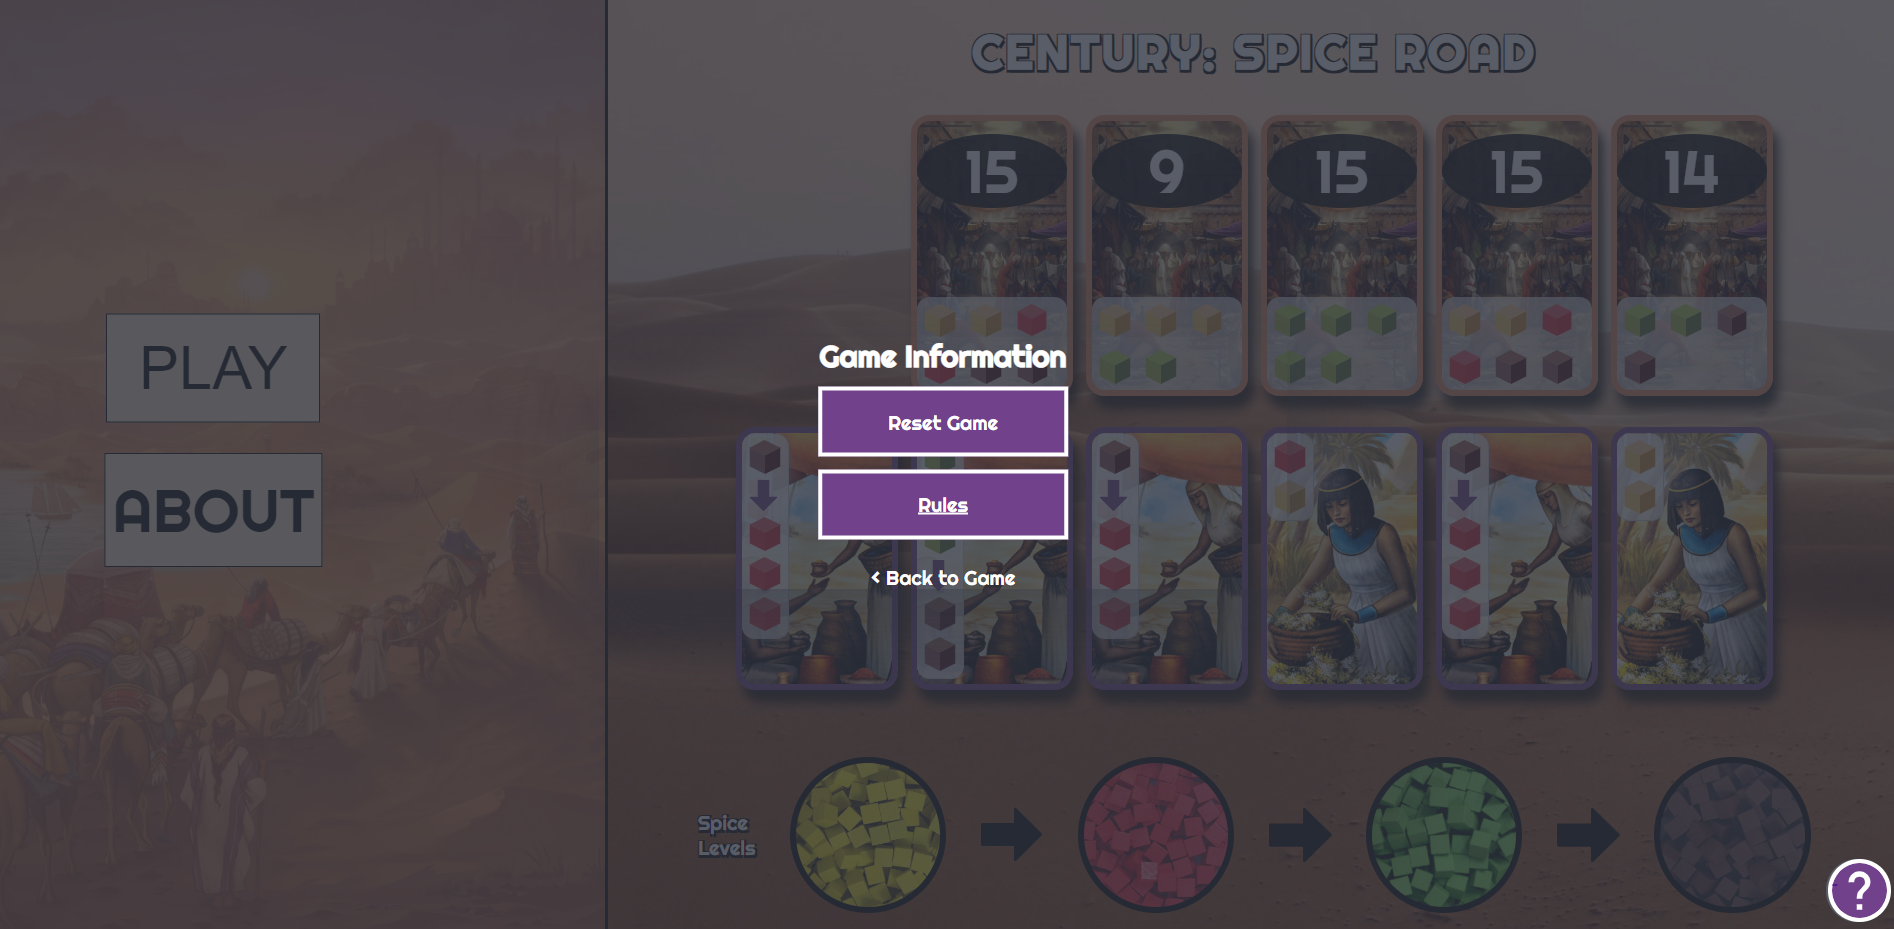 CENTURY: SPICE ROAD
15 9 15 15 14
PLAY
ABOUT
Game Information
Reset Game
Rules
< Back to Game
Spice
Levels
?